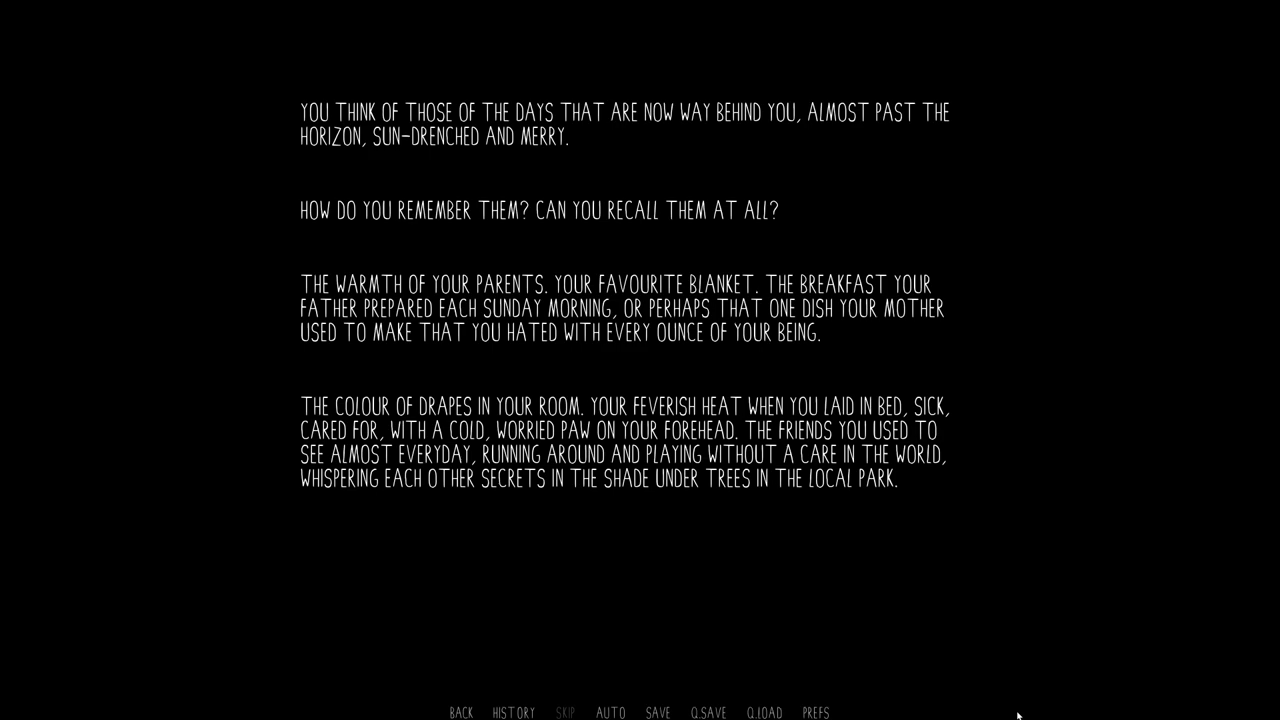 YOU THINK OF THOSE OF THE DAYS THAT ARE NOW WAY BEHIND YOU, ALMOST PAST THE
HORIZON, SUN-DRENCHED AND MERRY.
HOW DO YOU REMEMBER THEM? CAN YOU RECALL THEM AT ALL?
THE WARMTH OF YOUR PARENTS. YOUR FAVOURITE BLANKET. THE BREAKFAST YOUR
FATHER PREPARED EACH SUNDAY MORNING, OR PERHAPS THAT ONE DISH YOUR MOTHER
USED TO MAKE THAT YOU HATED WITH EVERY OUNCE OF YOUR BEING.
THE COLOUR OF DRAPES IN YOUR ROOM. YOUR FEVERISH HEAT WHEN YOU LAID IN BED, SICK,
CARED FOR, WITH A COLD, WORRIED PAW ON YOUR FOREHEAD. THE FRIENDS YOU USED TO
SEE ALMOST EVERYDAY, RUNNING AROUND AND PLAYING WITHOUT A CARE IN THE WORLD,
WHISPERING EACH OTHER SECRETS IN THE SHADE UNDER TREES IN THE LOCAL PARK.
BACK HISTORY SKIP AUTO SAVE Q.SAVE Q.LOAD PREFS